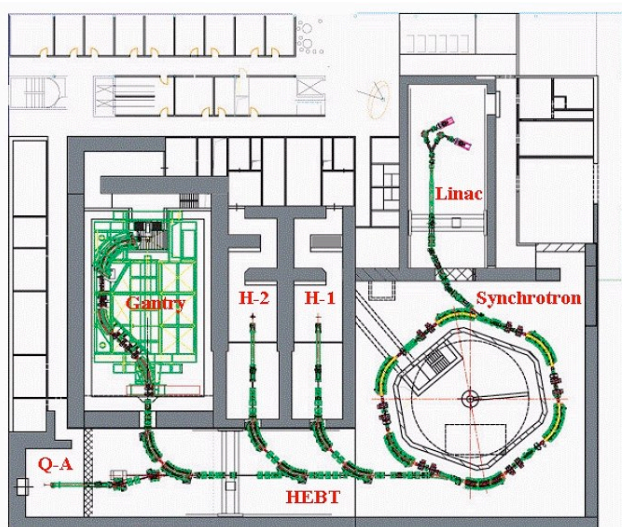 Linac
Gantry
H-2
H-1
Synchrotron
Q-A
HEBT